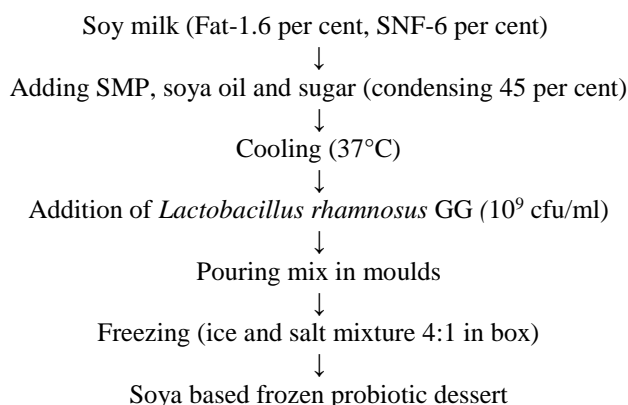 Soy milk (Fat-1.6 per cent, SNF-6 per cent)
↓
Adding SMP, soya oil and sugar (condensing 45 per cent)
↓
Cooling (37°C)
↓
Addition of Lactobacillus rhamnosus GG (10⁹ cfu/ml)
↓
Pouring mix in moulds
↓
Freezing (ice and salt mixture 4:1 in box)
↓
Soya based frozen probiotic dessert